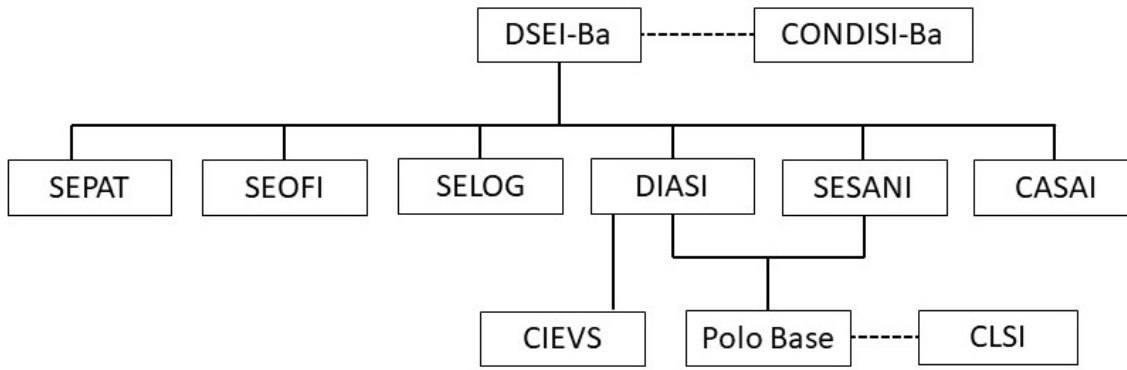 DSEI-Ba
CONDISI-Ba
SEPAT
SEOFI
SELOG
DIASI
SESANI
CASAI
CIEVS
Polo Base
CLSI